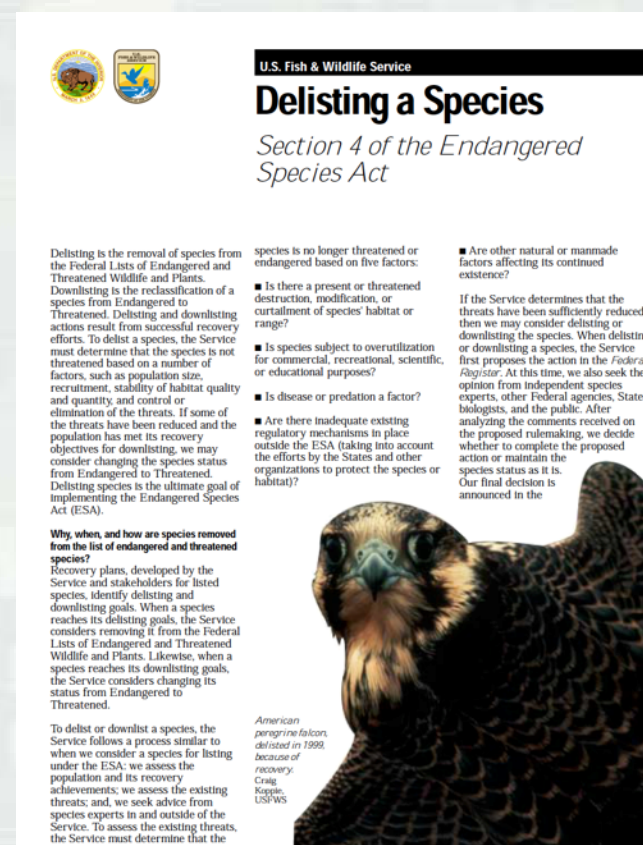 U.S. Fish & Wildlife Service
Delisting a Species
Section 4 of the Endangered
Species Act
Delisting is the removal of species from
the Federal Lists of Endangered and
Threatened Wildlife and Plants.
Downlisting is the reclassification of a
species from Endangered to
Threatened. Delisting and downlisting
actions result from successful recovery
efforts. To delist a species, the Service
must determine that the species is not
threatened based on a number of
factors, such as population size,
recruitment, stability of habitat quality
and quantity, and control or
elimination of the threats. If some of
the threats have been reduced and the
population has met its recovery
objectives for downlisting, we may
consider changing the species status
from Endangered to Threatened.
Delisting species is the ultimate goal of
implementing the Endangered Species
Act (ESA).
Why, when, and how are species removed
from the list of endangered and threatened
species?
Recovery plans, developed by the
Service and stakeholders for listed
species, identify delisting and
downlisting goals. When a species
reaches its delisting goals, the Service
considers removing it from the Federal
Lists of Endangered and Threatened
Wildlife and Plants. Likewise, when a
species reaches its downlisting goals,
the Service considers changing its
status from Endangered to
Threatened.
To delist or downlist a species, the
Service follows a process similar to
when we consider a species for listing
under the ESA: we assess the
population and its recovery
achievements; we assess the existing
threats; and, we seek advice from
species experts in and outside of the
Service. To assess the existing threats,
the Service must determine that the
species is no longer threatened or
endangered based on five factors:
■ Is there a present or threatened
destruction, modification, or
curtailment of species' habitat or
range?
■ Is species subject to overutilization
for commercial, recreational, scientific,
or educational purposes?
■ Is disease or predation a factor?
■ Are there inadequate existing
regulatory mechanisms in place
outside the ESA (taking into account
the efforts by the States and other
organizations to protect the species or
habitat)?
■ Are other natural or manmade
factors affecting its continued
existence?
If the Service determines that the
threats have been sufficiently reduced
then we may consider delisting or
downlisting the species. When delistin
or downlisting a species, the Service
first proposes the action in the Federa
Register. At this time, we also seek the
opinion from independent species
experts, other Federal agencies, State
biologists, and the public. After
analyzing the comments received on
the proposed rulemaking, we decide
whether to complete the proposed
action or maintain the
species status as it is.
Our final decision is
announced in the
American
peregrine falcon,
delisted in 1999,
because of
recovery.
Craig
Koppie,
USFWS